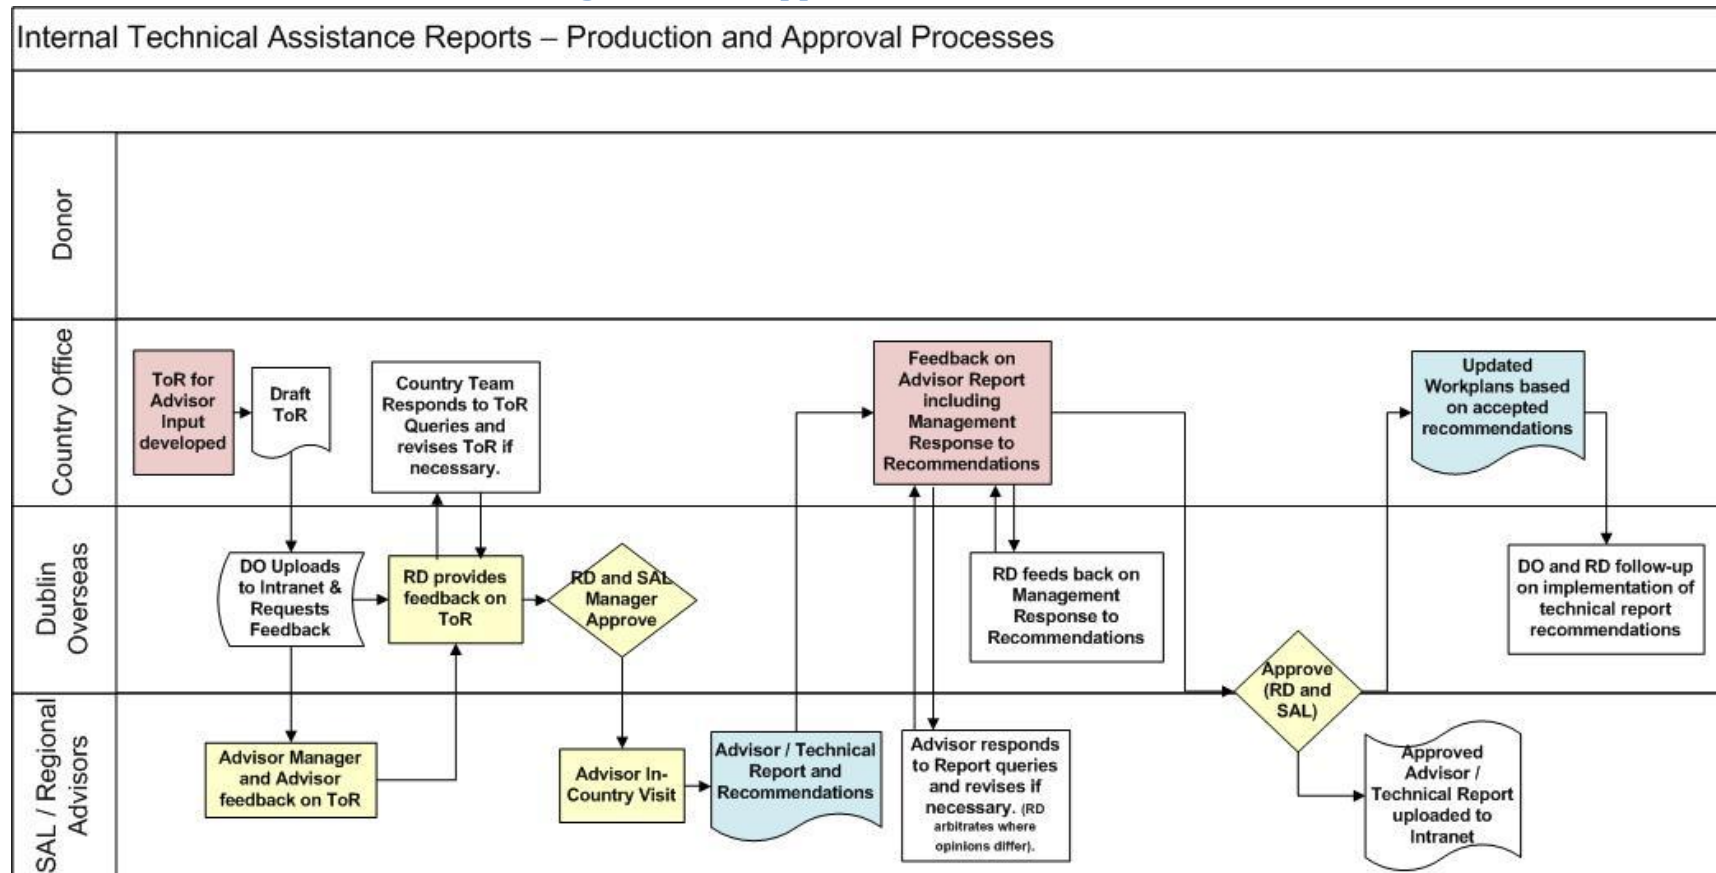 Internal Technical Assistance Reports – Production and Approval Processes
Donor
Country Office
ToR for
Advisor
Input
developed
Draft
ToR
Country Team
Responds to ToR
Queries and
revises ToR if
necessary.
Feedback on
Advisor Report
including
Management
Response to
Recommendations
Updated
Workplans based
on accepted
recommendations
Dublin
Overseas
DO Uploads
to Intranet &
Requests
Feedback
RD provides
feedback on
ToR
RD and SAL
Manager
Approve
RD feeds back on
Management
Response to
Recommendations
Approve
(RD and
SAL)
DO and RD follow-up
on implementation of
technical report
recommendations
SAL / Regional
Advisors
Advisor Manager
and Advisor
feedback on ToR
Advisor In-
Country Visit
Advisor / Technical
Report and
Recommendations
Advisor responds
to Report queries
and revises if
necessary. (RD
arbitrates where
opinions differ).
Approved
Advisor /
Technical Report
uploaded to
Intranet